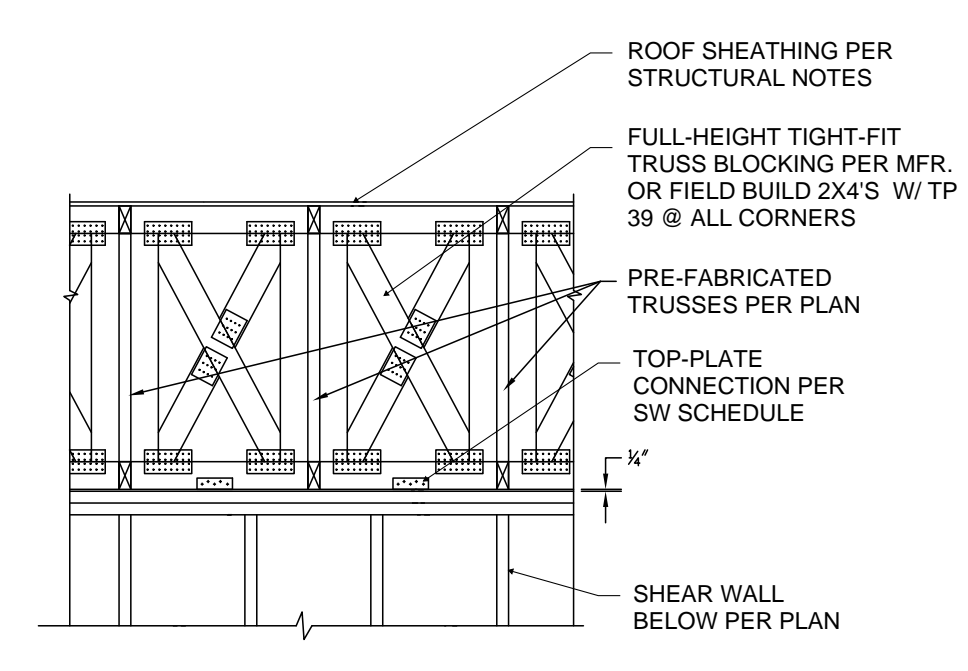 ROOF SHEATHING PER
STRUCTURAL NOTES
FULL-HEIGHT TIGHT-FIT
TRUSS BLOCKING PER MFR.
OR FIELD BUILD 2X4'S W/ TP
39 @ ALL CORNERS
PRE-FABRICATED
TRUSSES PER PLAN
TOP-PLATE
CONNECTION PER
SW SCHEDULE
¼"
SHEAR WALL
BELOW PER PLAN